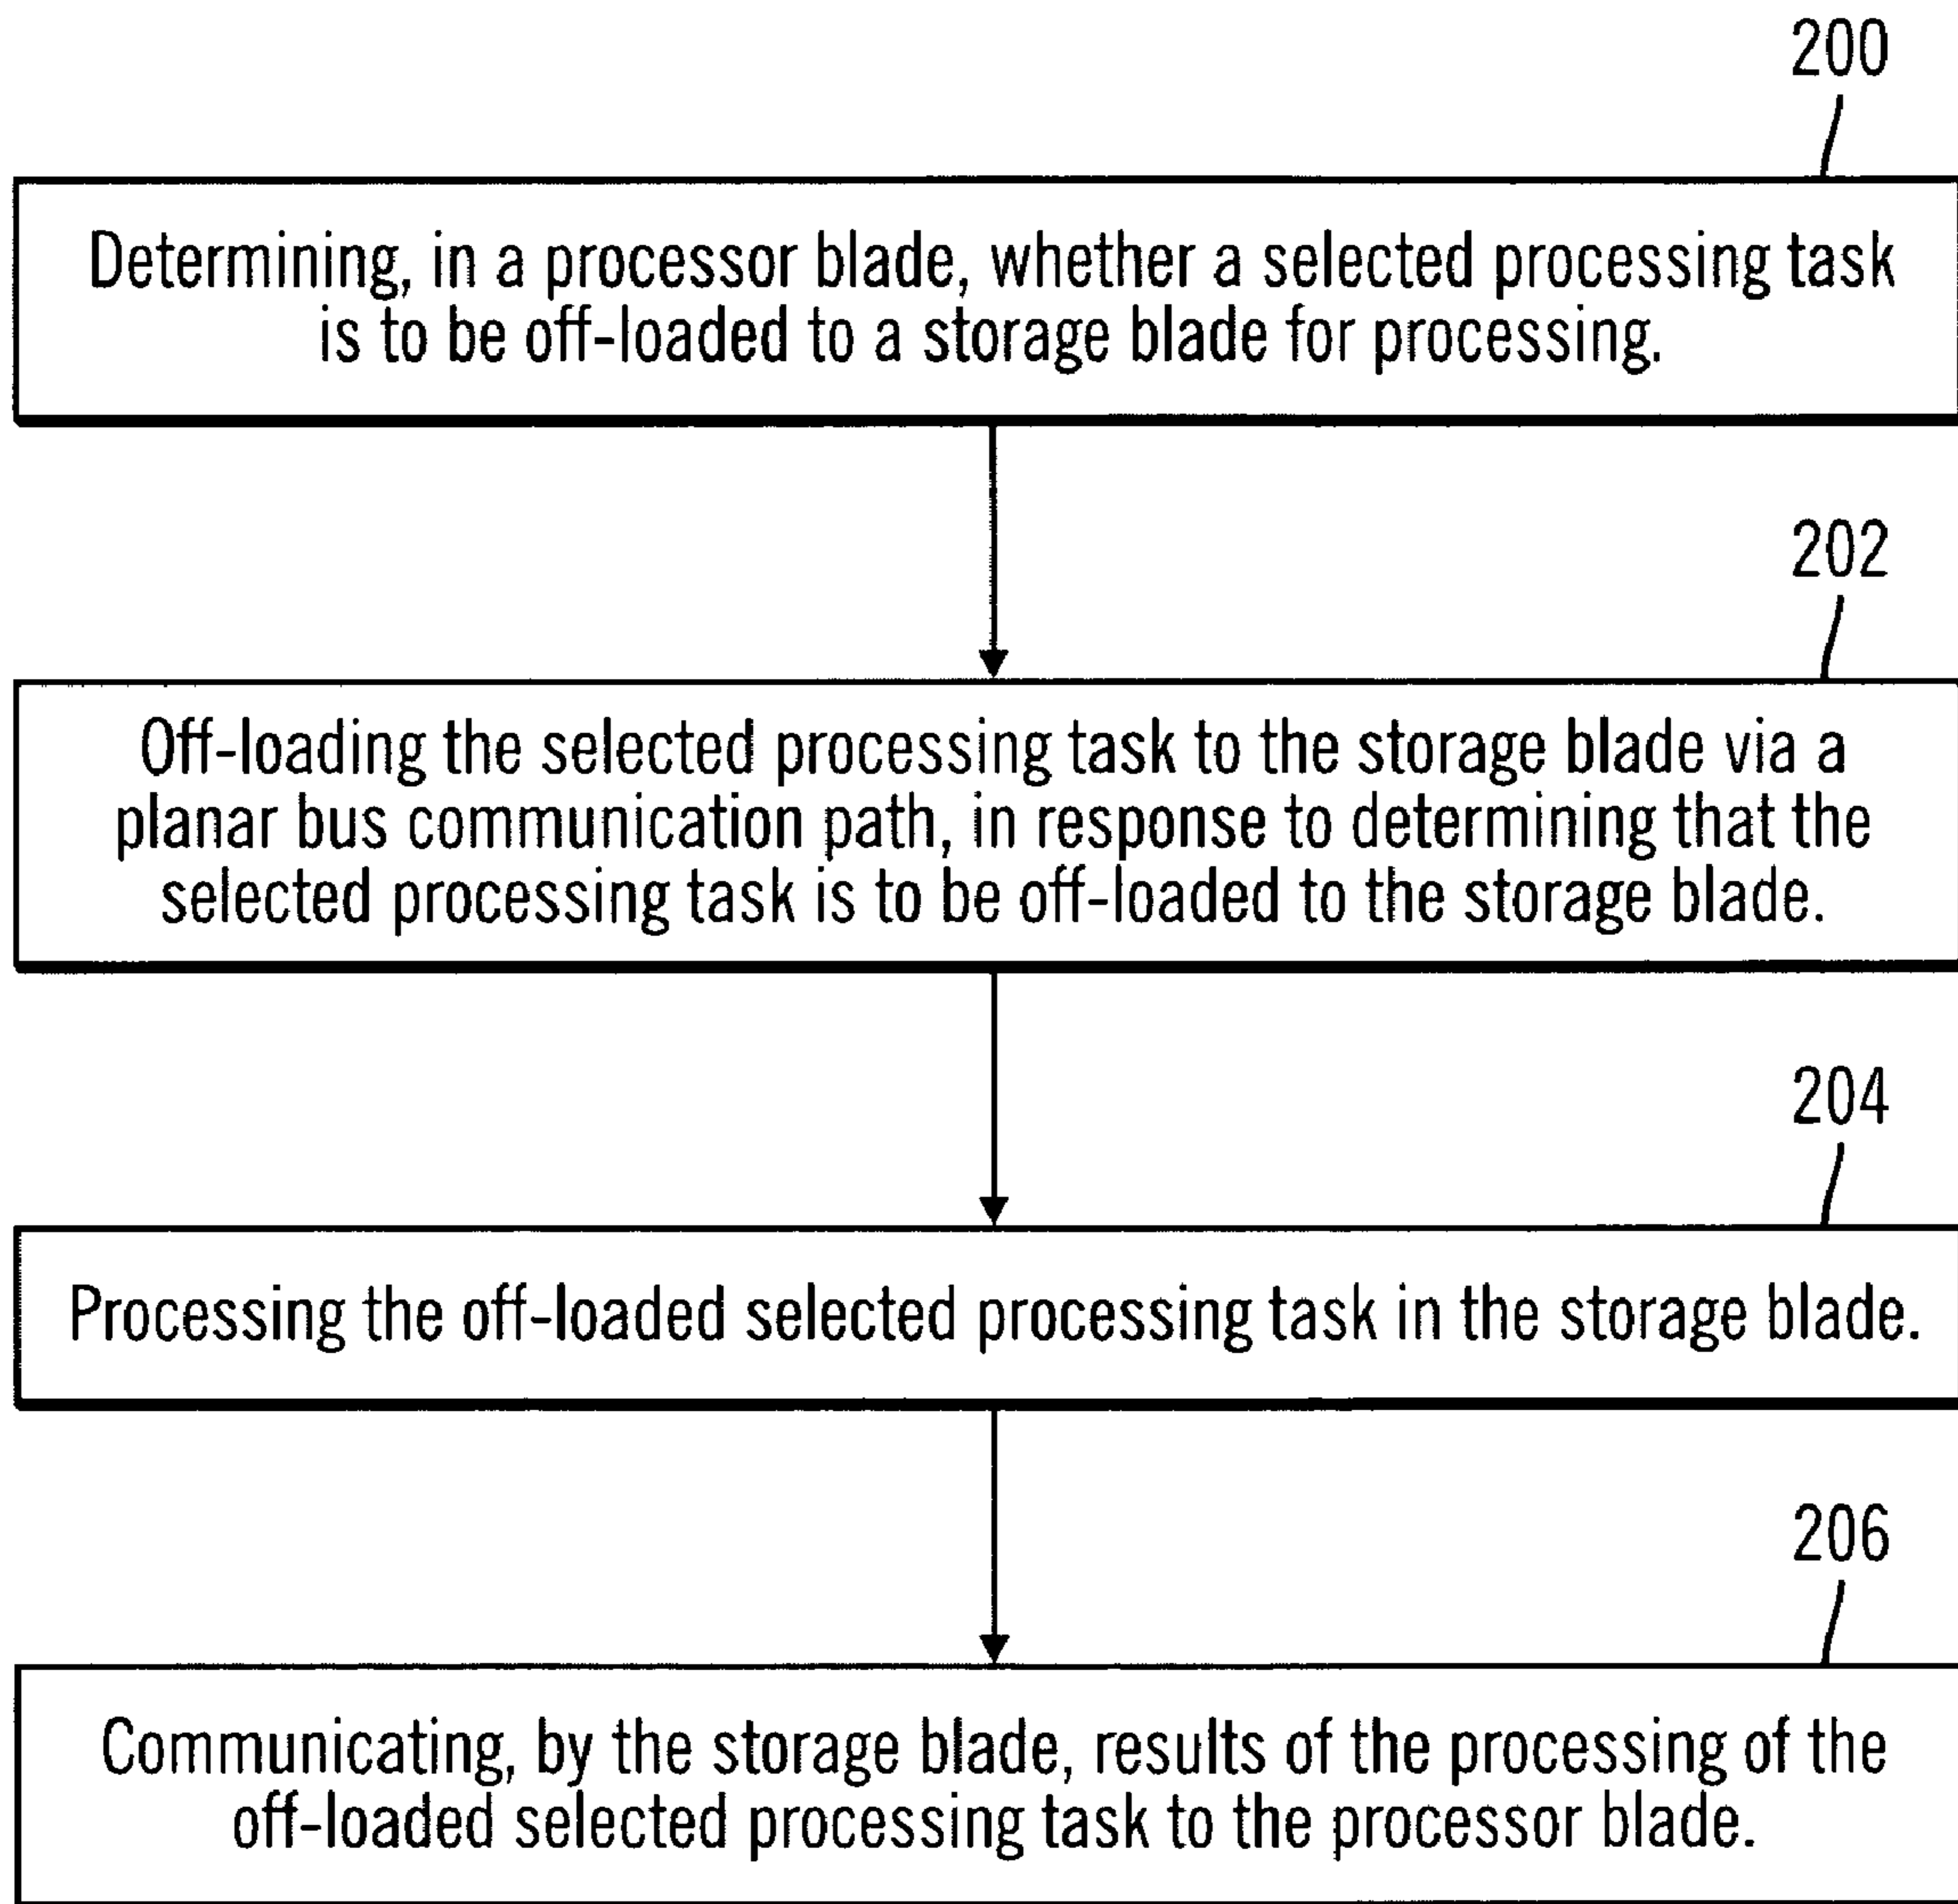 200
Determining, in a processor blade, whether a selected processing task
is to be off-loaded to a storage blade for processing.
202
Off-loading the selected processing task to the storage blade via a
planar bus communication path, in response to determining that the
selected processing task is to be off-loaded to the storage blade.
204
Processing the off-loaded selected processing task in the storage blade.
206
Communicating, by the storage blade, results of the processing of the
off-loaded selected processing task to the processor blade.